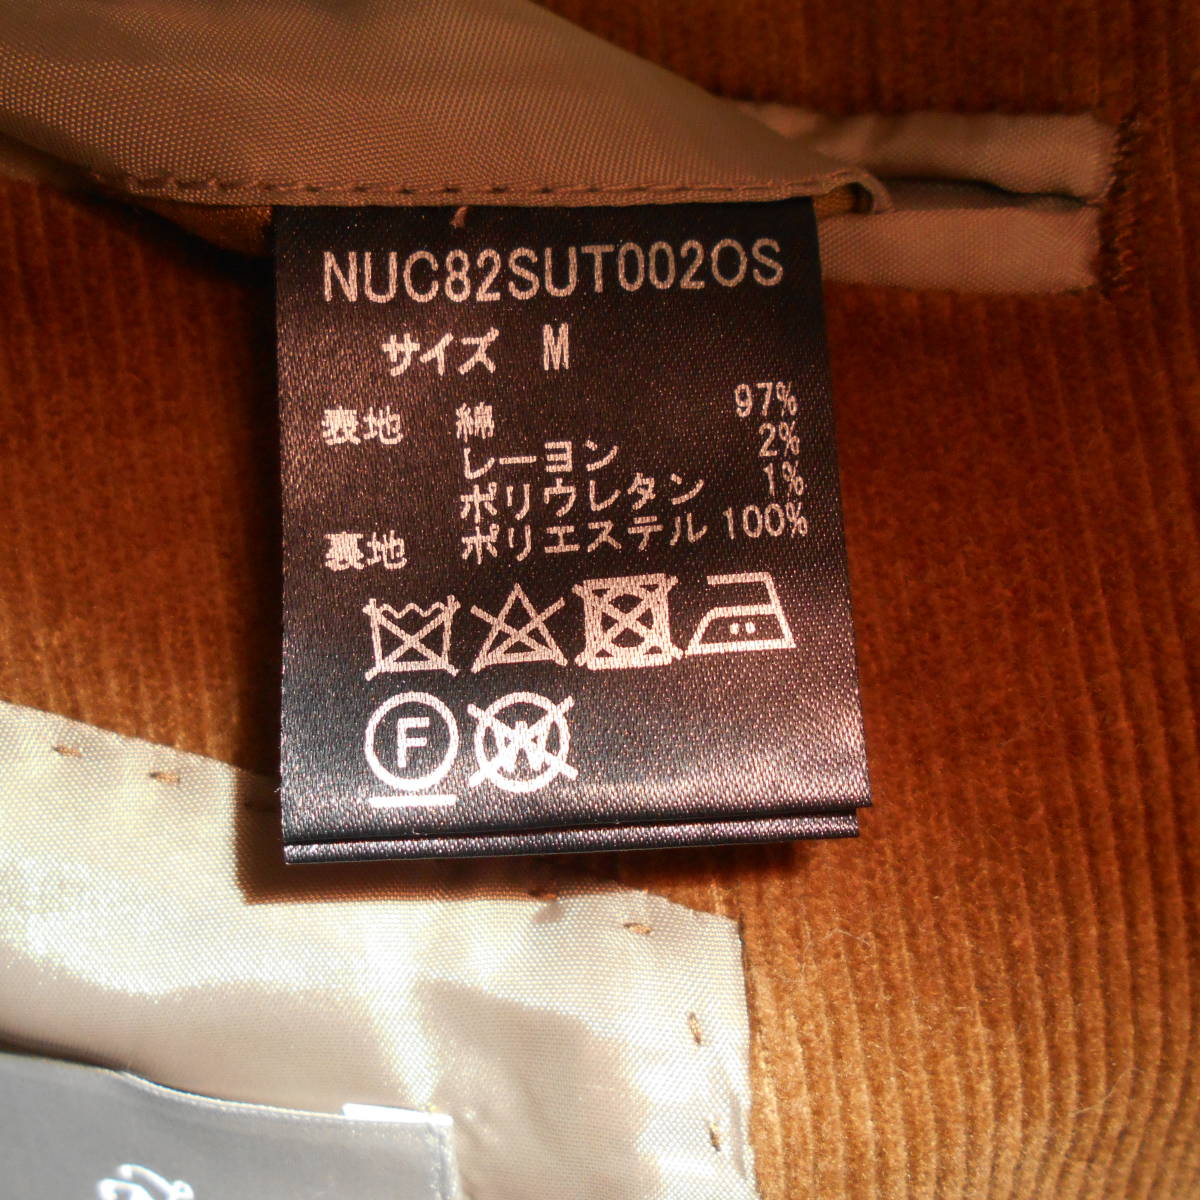 NUC82SUT002OS
サイズ M
表地 綿 97%
レーヨン 2%
ポリウレタン 1%
裏地 ポリエステル 100%
F W